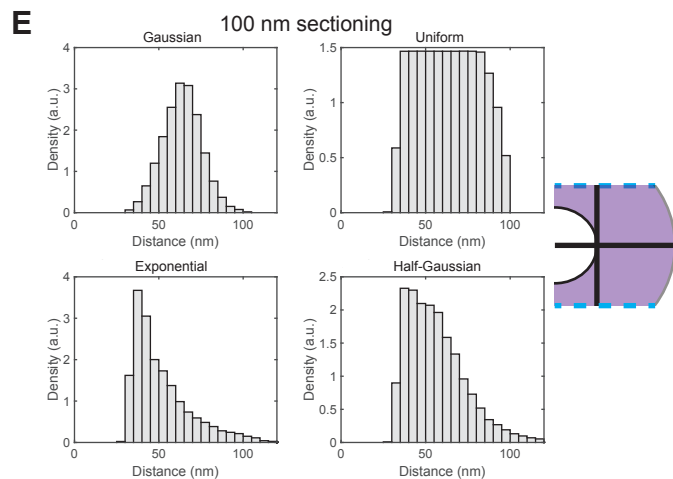 E
100 nm sectioning
Gaussian
Uniform
Density (a.u.)
4
3
2
1
0
0
50
100
Distance (nm)
Density (a.u.)
1.5
1
0.5
0
0
50
100
Distance (nm)
Exponential
Half-Gaussian
Density (a.u.)
4
3
2
1
0
0
50
100
Distance (nm)
Density (a.u.)
2.5
2
1.5
1
0.5
0
0
50
100
Distance (nm)